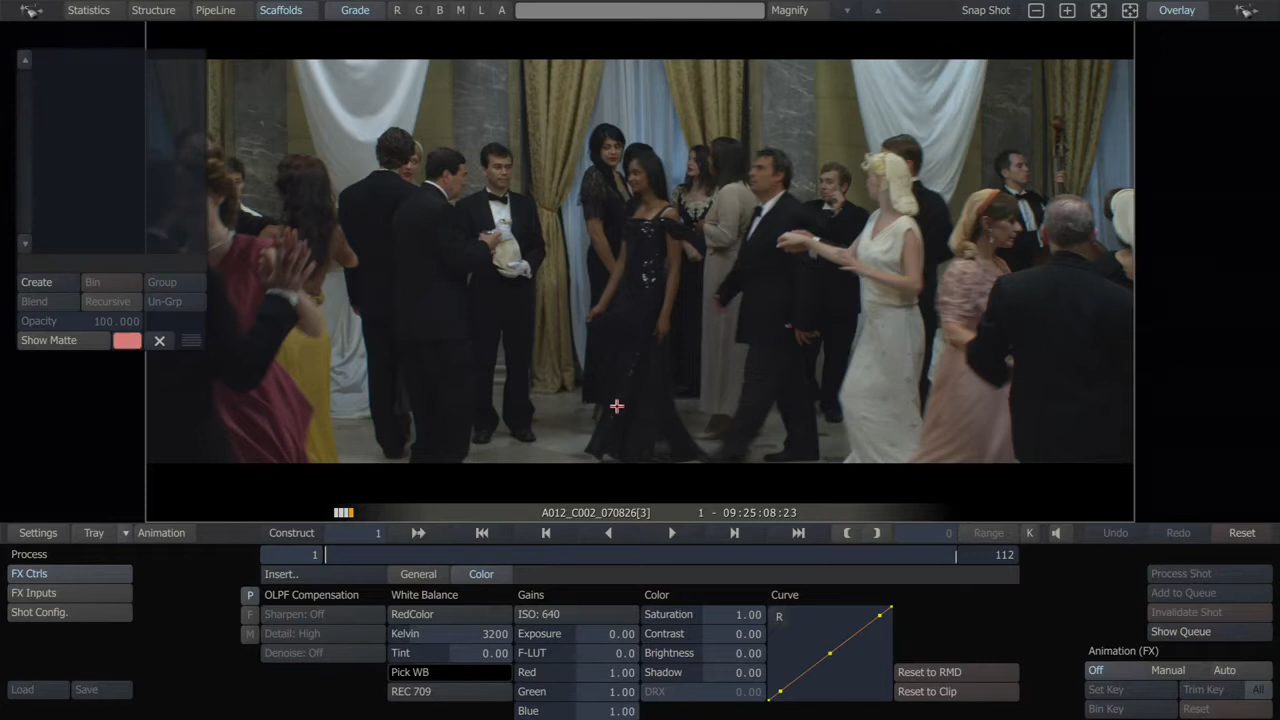 Statistics Structure PipeLine Scaffolds Grade R G B M L A Magnify Snap Shot Overlay
Create Bin Group
Blend Recursive Un-Grp
Opacity 100.000
Show Matte
A012_C002_070826[3] 1 - 09:25:08:23
Settings Tray Animation Construct 1 0 Range K Undo Redo Reset
Process 1 112
FX Ctrls Insert.. General Color Process Shot
FX Inputs P OLPF Compensation White Balance Gains Color Curve Add to Queue
Shot Config. F Sharpen: Off RedColor ISO: 640 Saturation 1.00 R Invalidate Shot
M Detail: High Kelvin 3200 Exposure 0.00 Contrast 0.00 Show Queue
Denoise: Off Tint 0.00 F-LUT 0.0 Brightness 0.00 Animation (FX)
Pick WB Red 1.00 Shadow 0.00 Reset to RMD Off Manual Auto
Load Save REC 709 Green 1.00 DRX 0.00 Reset to Clip Set Key Trim Key All
Blue 1.00 Bin Key Reset